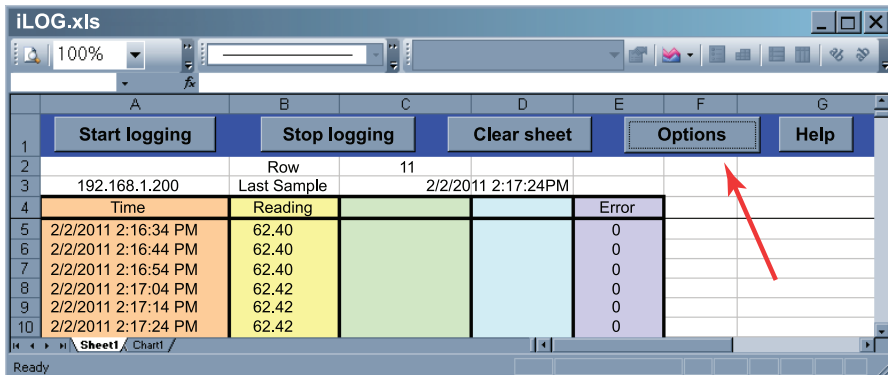 iLOG.xls
100%
fx
A B C D E F G
1 Start logging Stop logging Clear sheet Options Help
2 Row 11
3 192.168.1.200 Last Sample 2/2/2011 2:17:24PM
4 Time Reading Error
5 2/2/2011 2:16:34 PM 62.40 0
6 2/2/2011 2:16:44 PM 62.40 0
7 2/2/2011 2:16:54 PM 62.40 0
8 2/2/2011 2:17:04 PM 62.42 0
9 2/2/2011 2:17:14 PM 62.42 0
10 2/2/2011 2:17:24 PM 62.42 0
Sheet1 Chart1
Ready